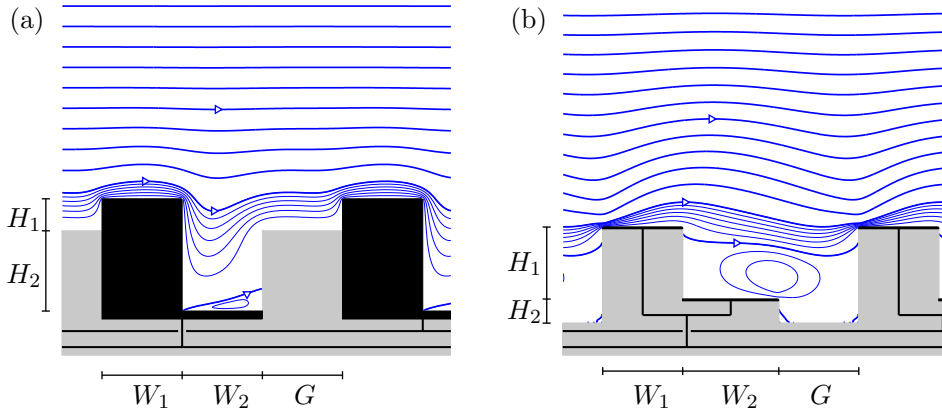 (a)
H₁
H₂
W₁ W₂ G
(b)
H₁
H₂
W₁ W₂ G